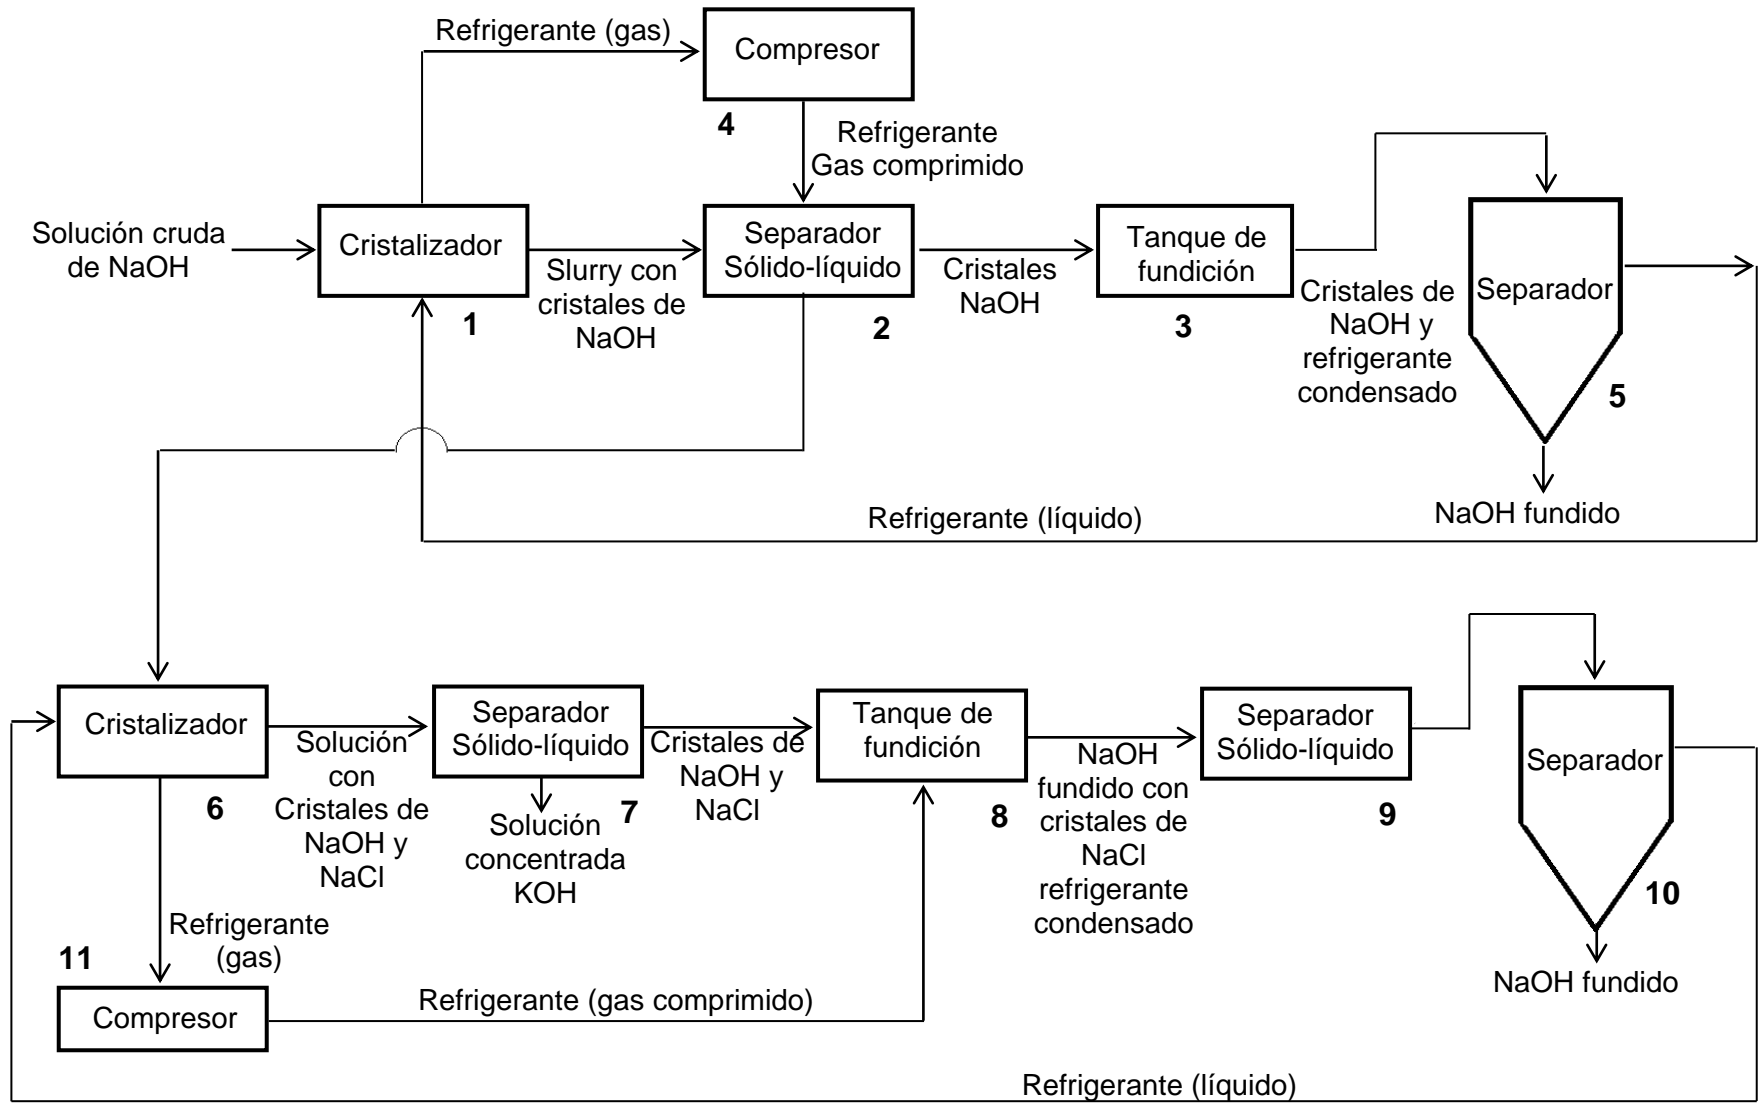 Refrigerante (gas)
Compresor
4
Refrigerante
Gas comprimido
Solución cruda
de NaOH
Cristalizador
1
Slurry con
cristales de
NaOH
Separador
Sólido-líquido
2
Cristales
NaOH
Tanque de
fundición
3
Cristales de
NaOH y
refrigerante
condensado
Separador
5
NaOH fundido
Refrigerante (líquido)
Cristalizador
6
Solución
con
Cristales de
NaOH y
NaCl
Separador
Sólido-líquido
7
Solución
concentrada
KOH
Cristales de
NaOH y
NaCl
Tanque de
fundición
8
NaOH
fundido con
cristales de
NaCl
refrigerante
condensado
Separador
Sólido-líquido
9
Separador
10
NaOH fundido
Refrigerante
(gas)
11
Compresor
Refrigerante (gas comprimido)
Refrigerante (líquido)